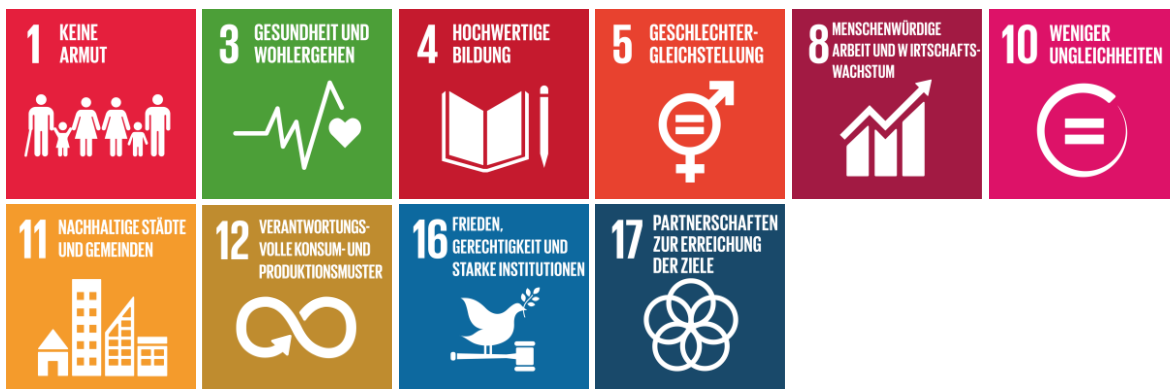 1 KEINE
ARMUT
3 GESUNDHEIT UND
WOHLERGEHEN
4 HOCHWERTIGE
BILDUNG
5 GESCHLECHTER-
GLEICHSTELLUNG
8 MENSCHENWÜRDIGE
ARBEIT UND W IRTSCHAFTS-
WACHSTUM
10 WENIGER
UNGLEICHHEITEN
11 NACHHALTIGE STÄDTE
UND GEMEINDEN
12 VERANTWORTUNGS-
VOLLE KONSUM- UND
PRODUKTIONSMUSTER
16 FRIEDEN,
GERECHTIGKEIT UND
STARKE INSTITUTIONEN
17 PARTNERSCHAFTEN
ZUR ERREICHUNG
DER ZIELE